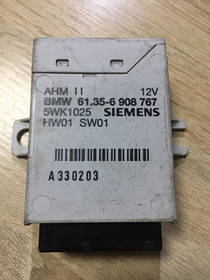 AHM II 12V
BMW 61.35-6 908 767
5WK1025 SIEMENS
HW01 SW01
A330203